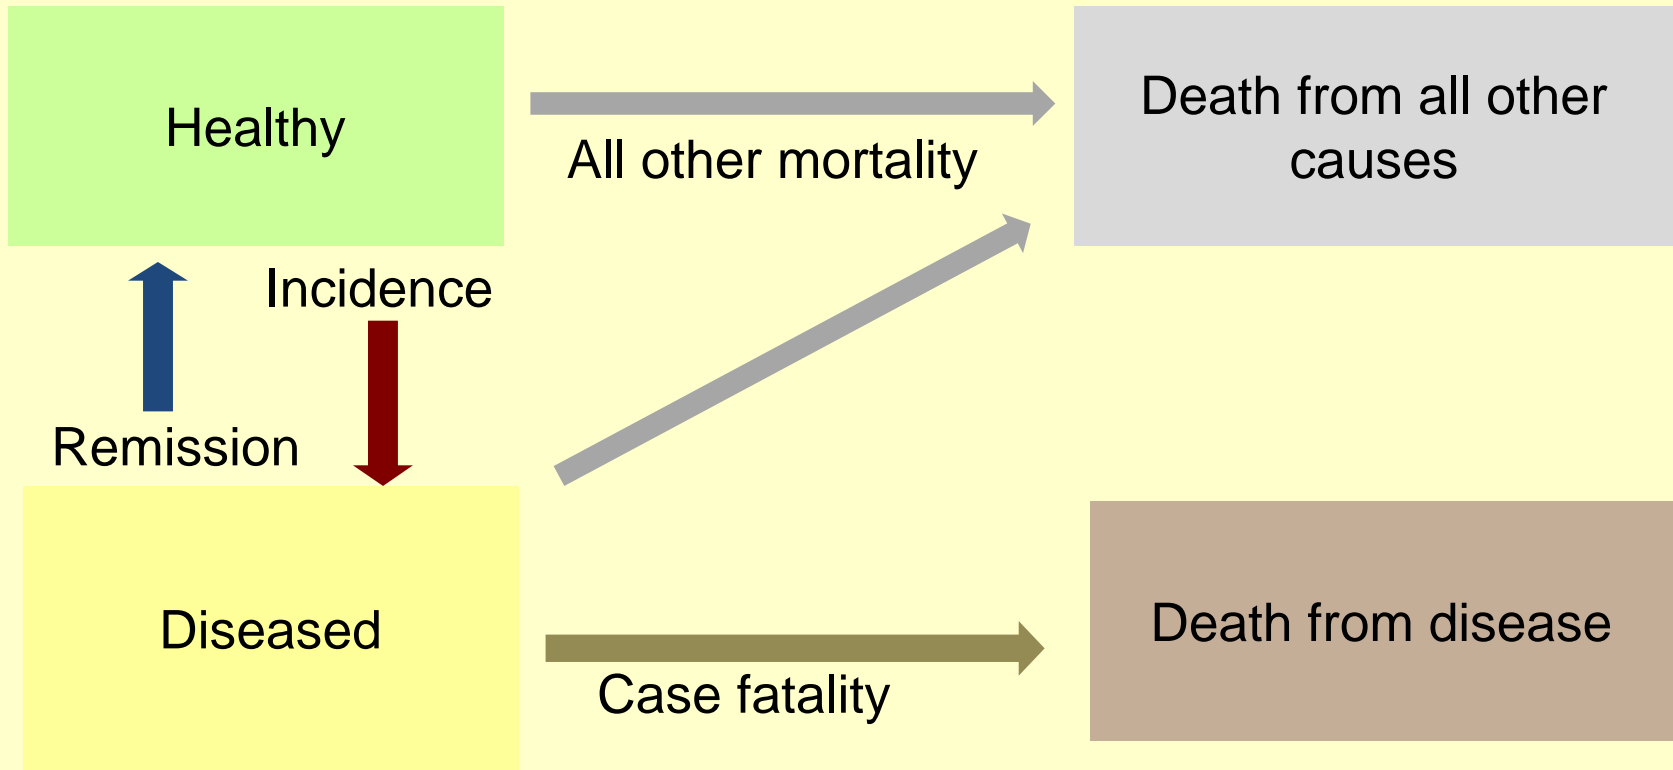 Healthy
All other mortality
Death from all other
causes
Incidence
Remission
Diseased
Case fatality
Death from disease